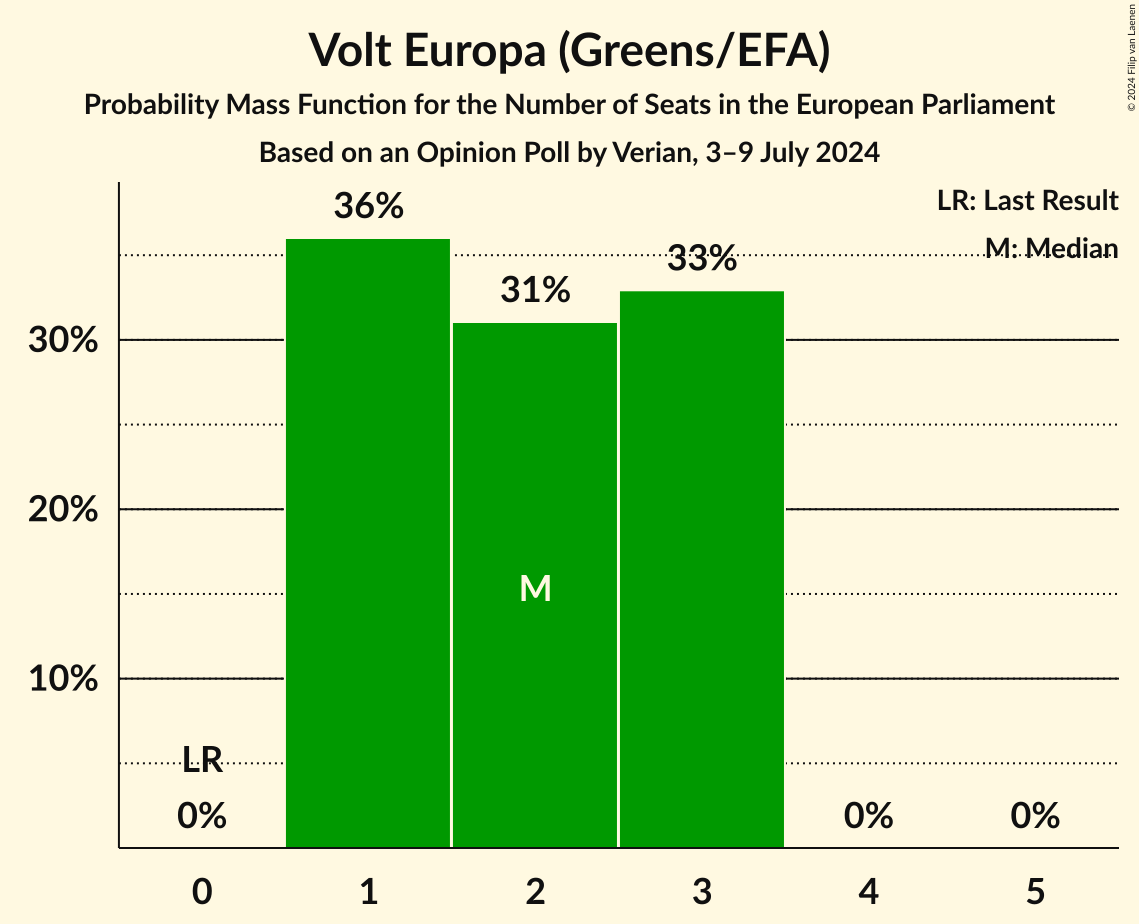 Volt Europa (Greens/EFA)
Probability Mass Function for the Number of Seats in the European Parliament
Based on an Opinion Poll by Verian, 3–9 July 2024
© 2024 Filip van Laenen
LR: Last Result
M: Median
36%
31%
33%
30%
20%
10%
M
LR
0%
0%
0%
0
1
2
3
4
5